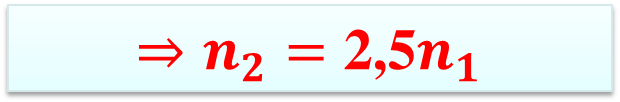 ⇒ n₂ = 2,5n₁